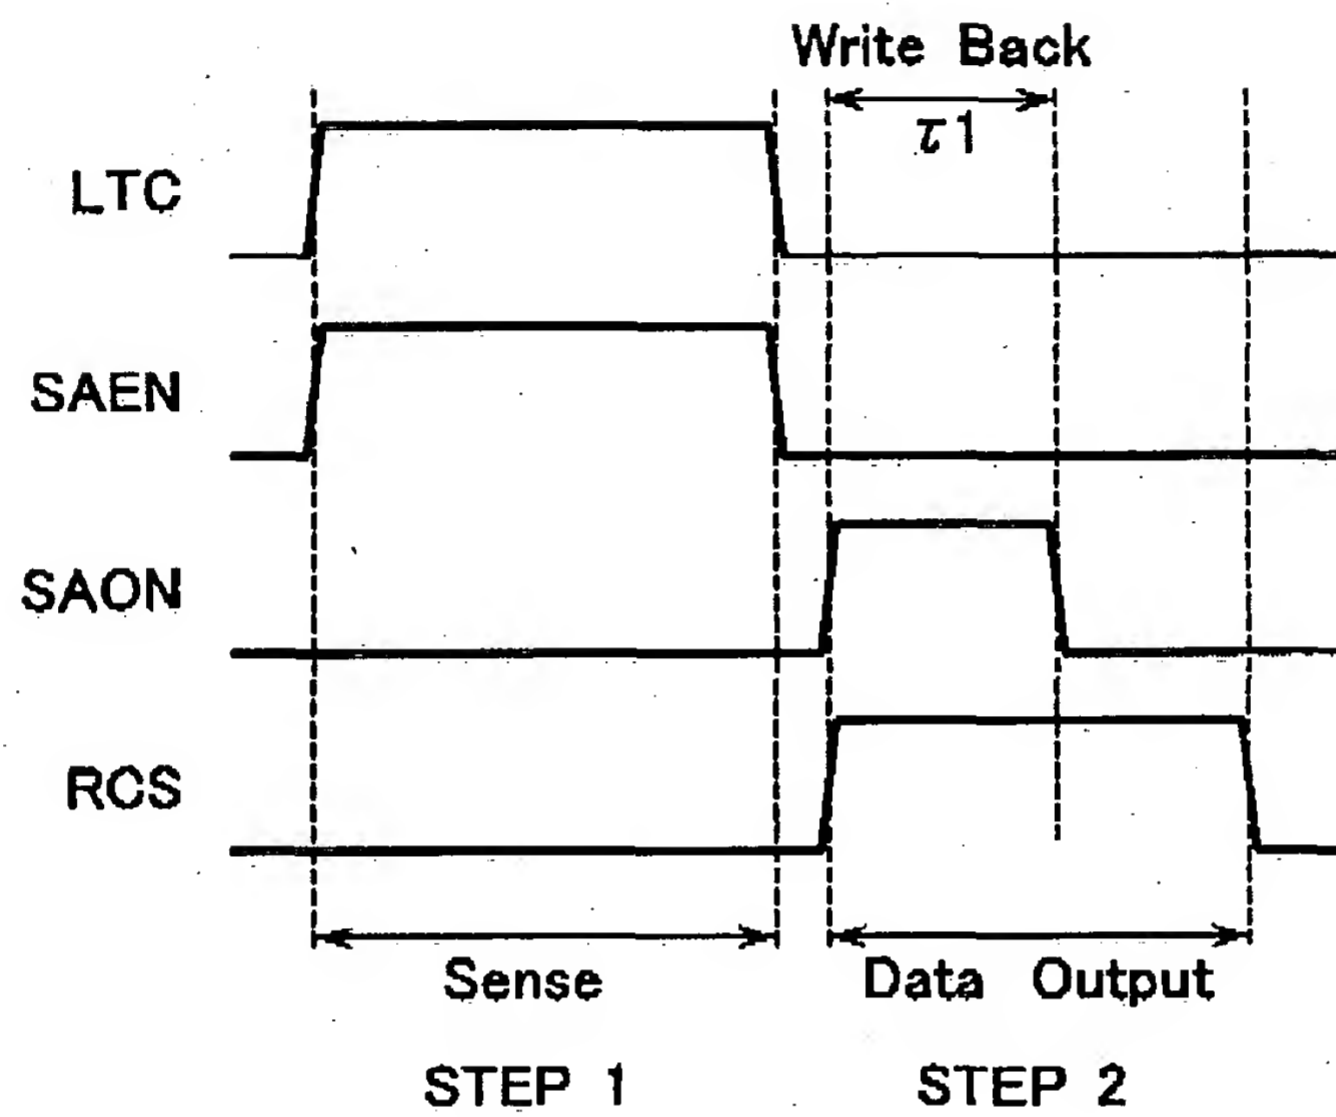 Write Back
τ1
LTC
SAEN
SAON
RCS
Sense
Data Output
STEP 1
STEP 2